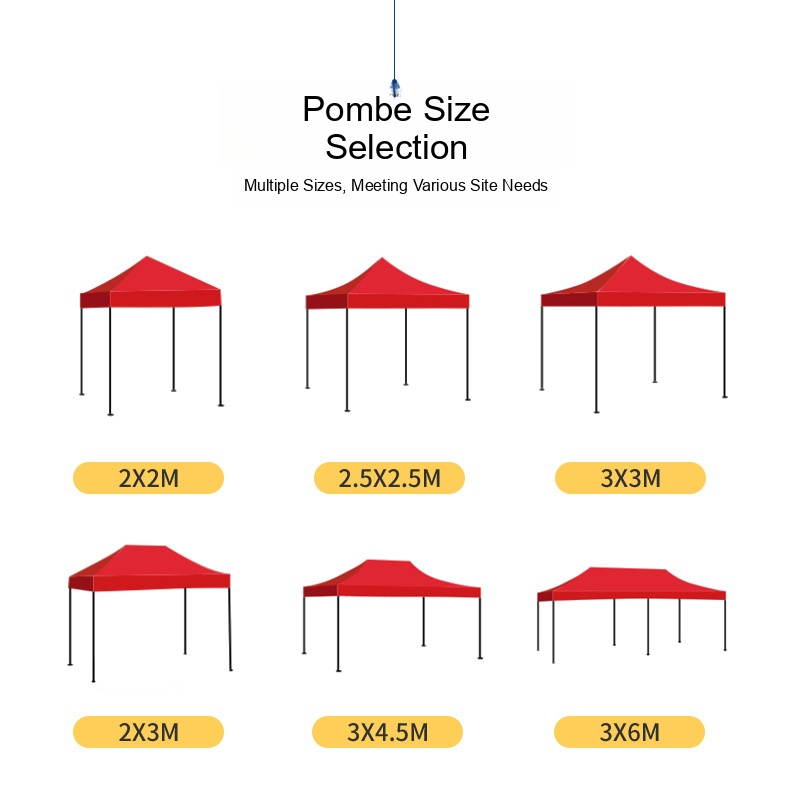 Pombe Size
Selection
Multiple Sizes, Meeting Various Site Needs
2X2M
2.5X2.5M
3X3M
2X3M
3X4.5M
3X6M